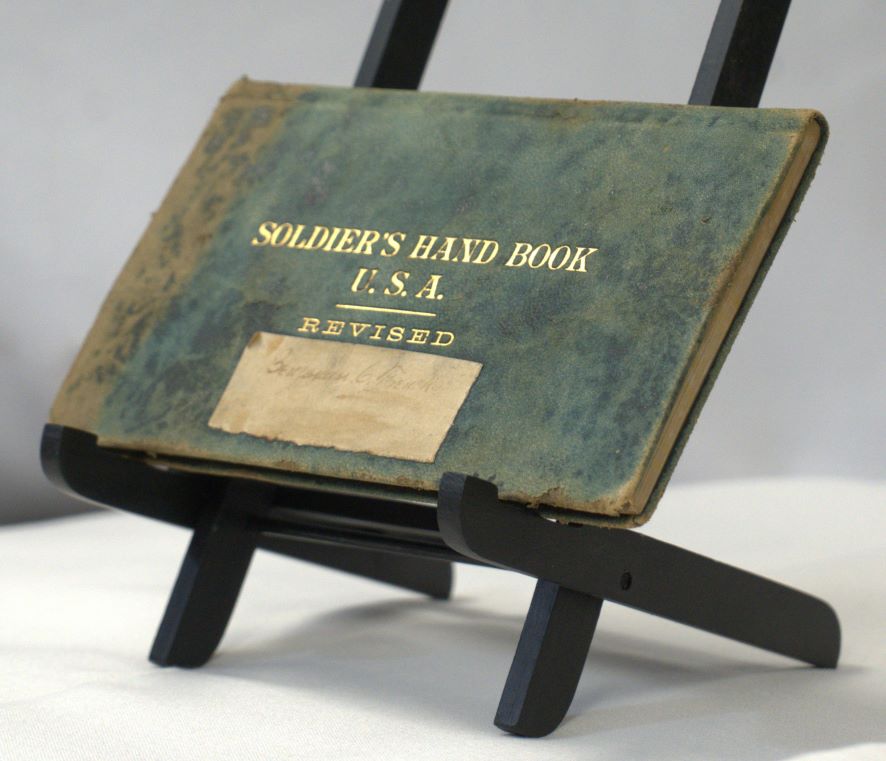 SOLDIER'S HAND BOOK
U. S. A.
REVISED